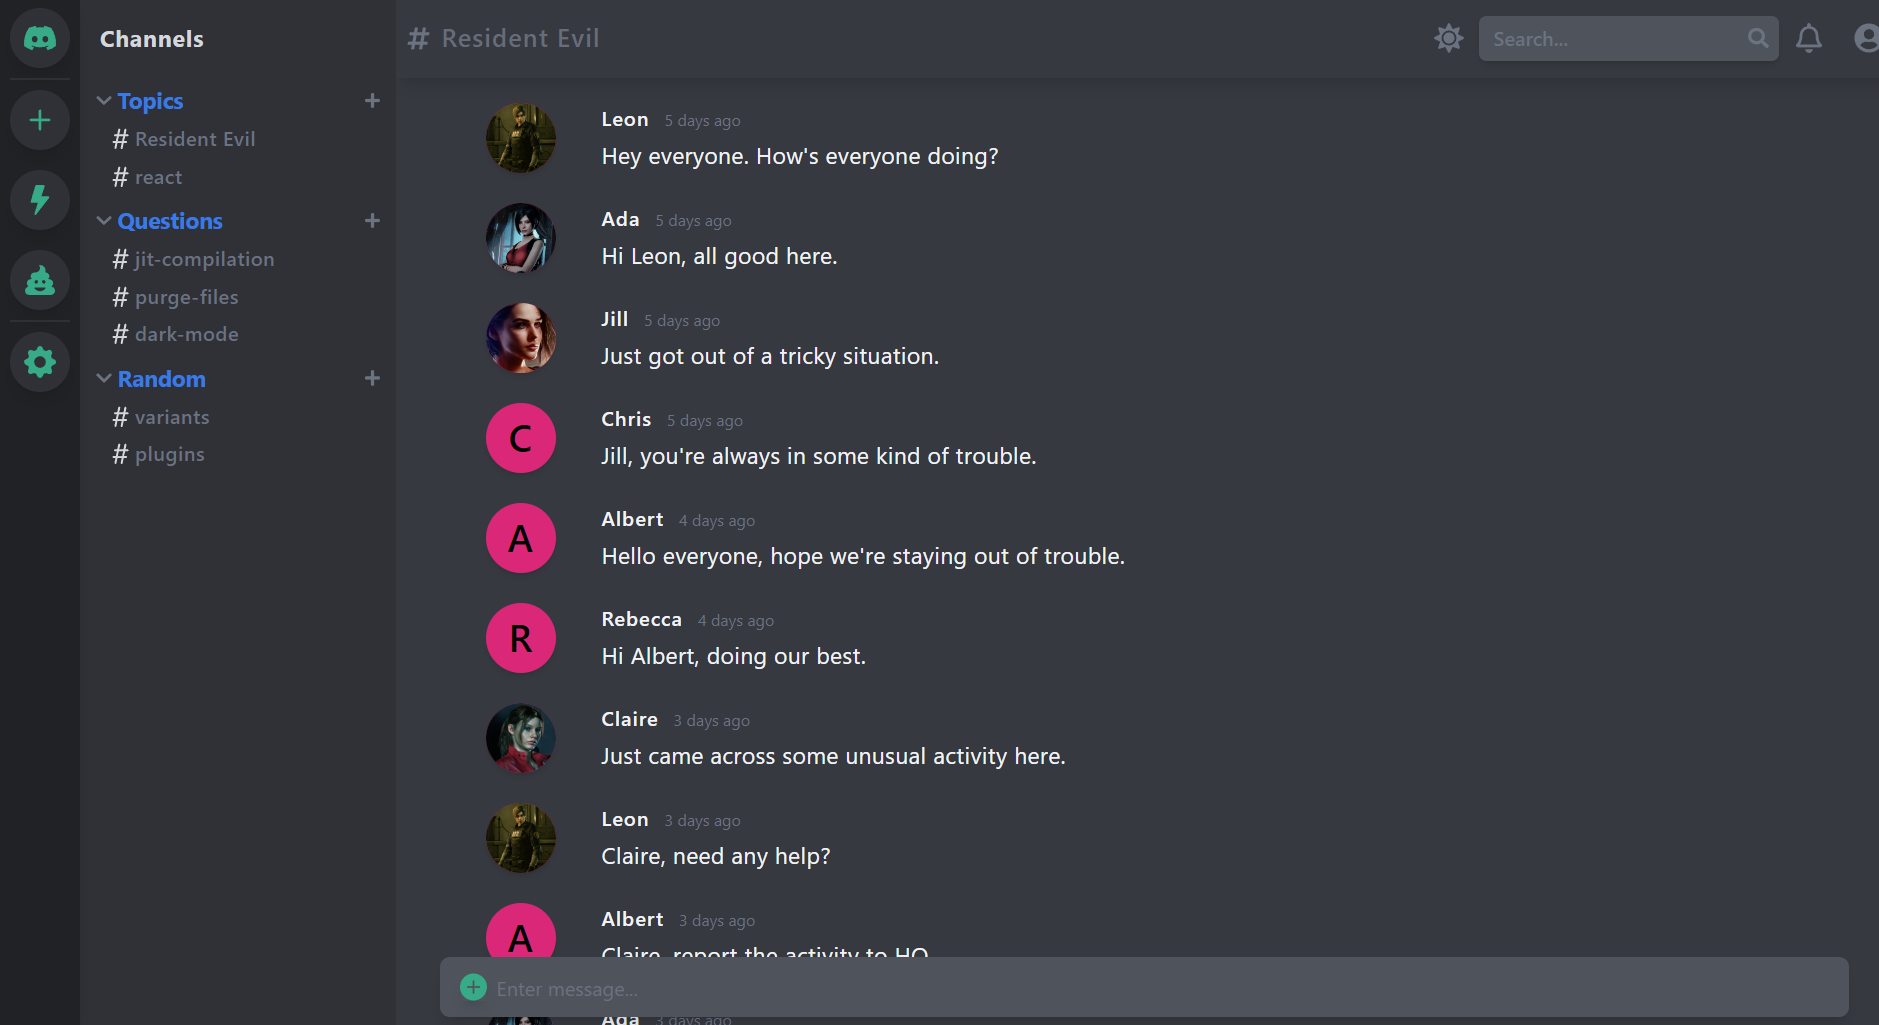 Channels
Topics
# Resident Evil
# react
Questions
# jit-compilation
# purge-files
# dark-mode
Random
# variants
# plugins
# Resident Evil
Search...
Leon 5 days ago
Hey everyone. How's everyone doing?
Ada 5 days ago
Hi Leon, all good here.
Jill 5 days ago
Just got out of a tricky situation.
C
Chris 5 days ago
Jill, you're always in some kind of trouble.
A
Albert 4 days ago
Hello everyone, hope we're staying out of trouble.
R
Rebecca 4 days ago
Hi Albert, doing our best.
Claire 3 days ago
Just came across some unusual activity here.
Leon 3 days ago
Claire, need any help?
A
Albert 3 days ago
Claire, report the activity to HQ
Enter message...
Ada 3 days ago